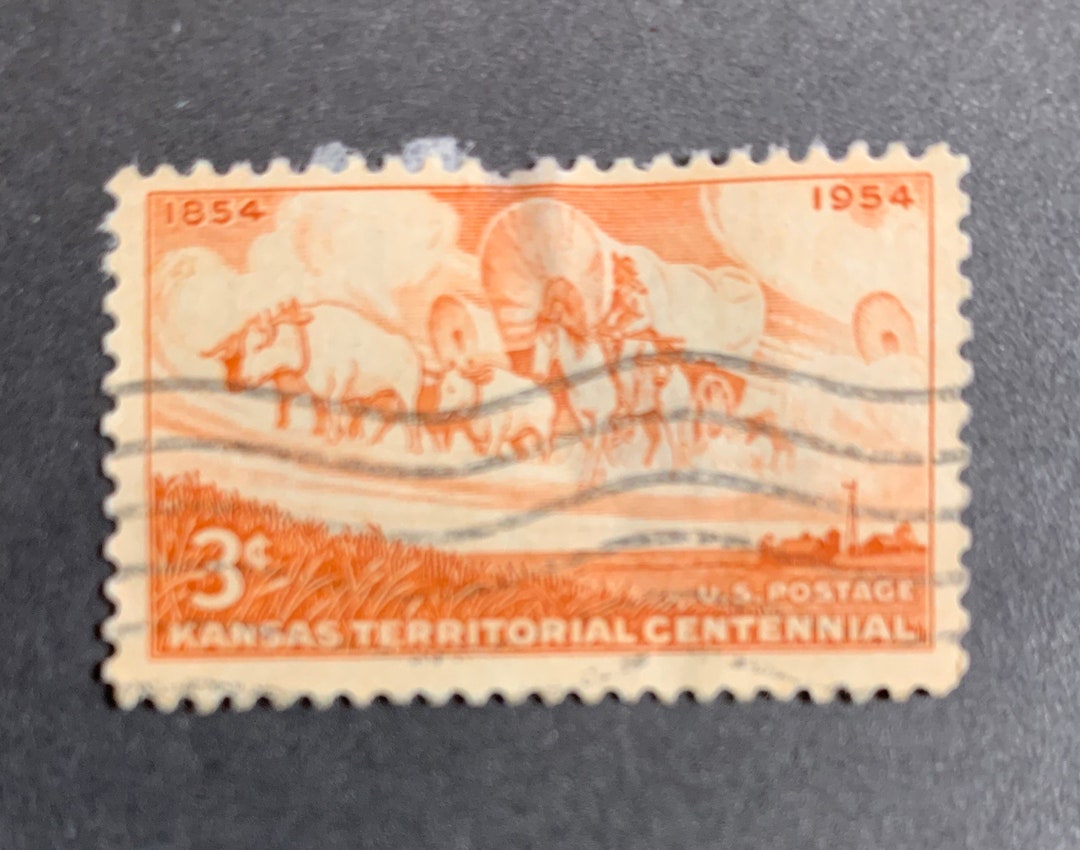 1854 1954
3¢
U.S. POSTAGE
KANSAS TERRITORIAL CENTENNIAL